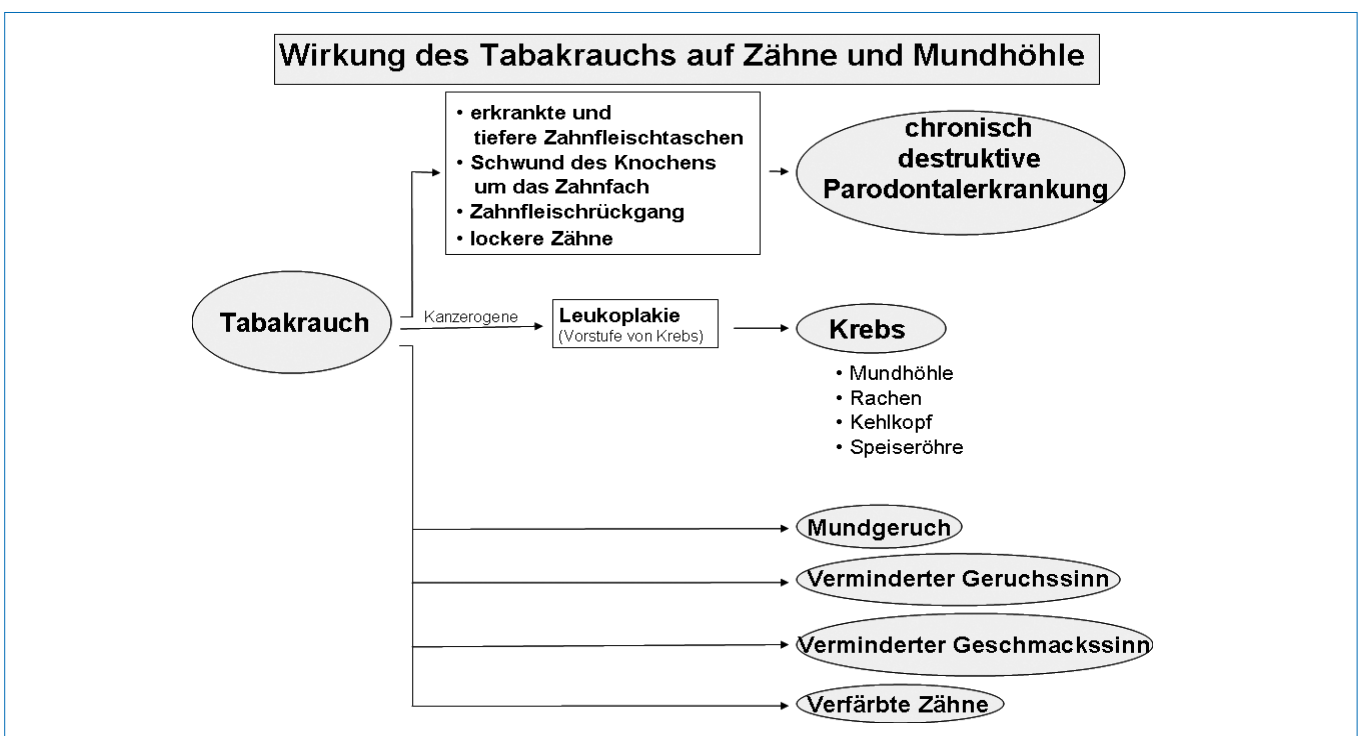 Wirkung des Tabakrauchs auf Zähne und Mundhöhle
• erkrankte und
tiefere Zahnfleischtaschen
• Schwund des Knochens
um das Zahnfach
• Zahnfleischrückgang
• lockere Zähne
chronisch
destruktive
Parodontalerkrankung
Tabakrauch
Kanzerogene
Leukoplakie
(Vorstufe von Krebs)
Krebs
• Mundhöhle
• Rachen
• Kehlkopf
• Speiseröhre
Mundgeruch
Verminderter Geruchssinn
Verminderter Geschmackssinn
Verfärbte Zähne